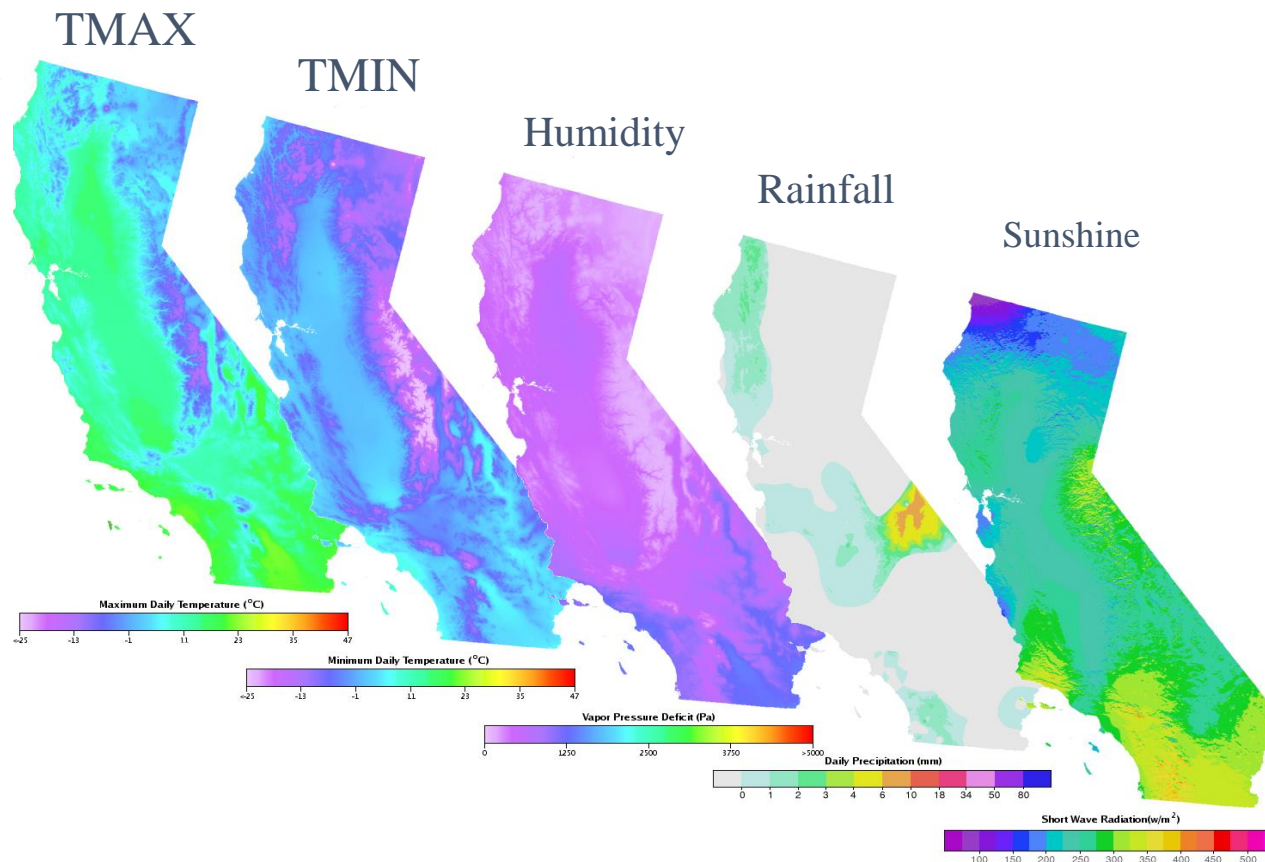 TMAX
TMIN
Humidity
Rainfall
Sunshine
Maximum Daily Temperature (°C)
<-25 -13 -1 11 23 35 47
Minimum Daily Temperature (°C)
<-25 -13 -1 11 23 35 47
Vapor Pressure Deficit (Pa)
0 1250 2500 3750 >5000
Daily Precipitation (mm)
0 1 2 3 4 6 10 18 34 50 80
Short Wave Radiation(w/m²)
100 150 200 250 300 350 400 450 500